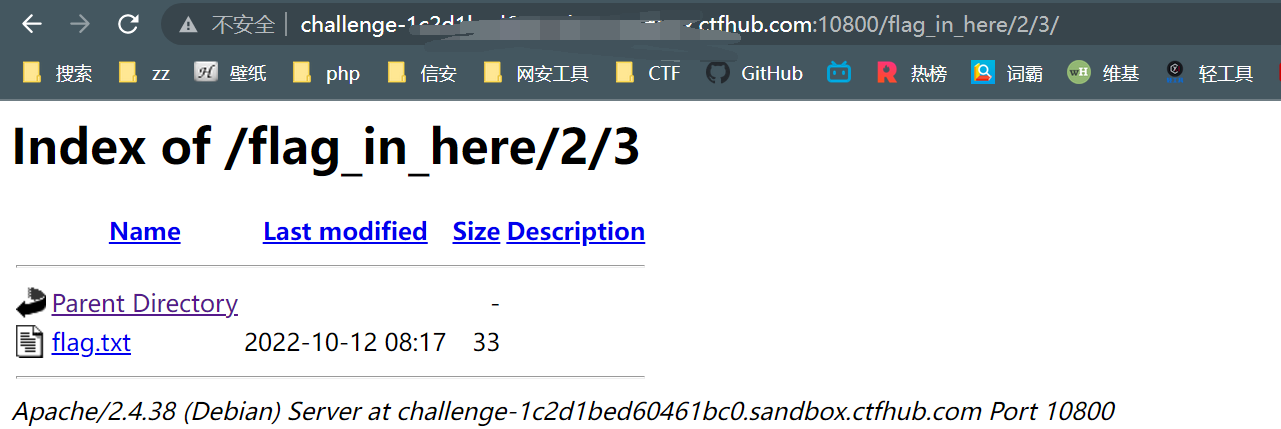 不安全 challenge-1c2d1bed6 .ctfhub.com:10800/flag_in_here/2/3/
搜索 zz 壁纸 php 信安 网安工具 CTF GitHub 热榜 词霸 wH 维基 轻工具
Index of /flag_in_here/2/3
Name Last modified Size Description
Parent Directory -
flag.txt 2022-10-12 08:17 33
Apache/2.4.38 (Debian) Server at challenge-1c2d1bed60461bc0.sandbox.ctfhub.com Port 10800